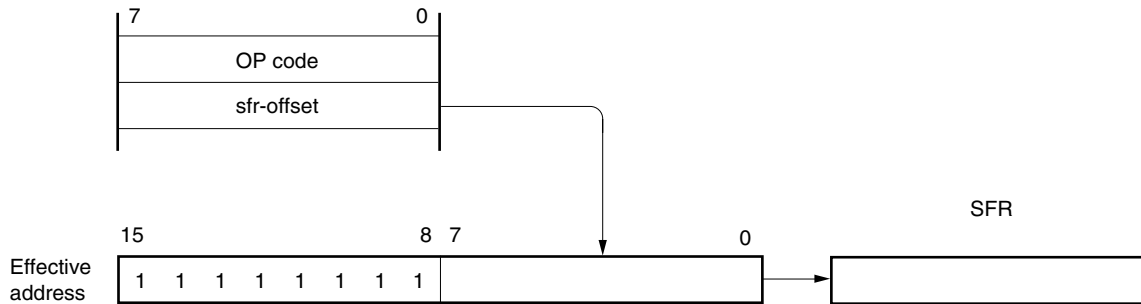 7 0
OP code
sfr-offset
SFR
15 8 7 0
Effective
address
1 1 1 1 1 1 1 1